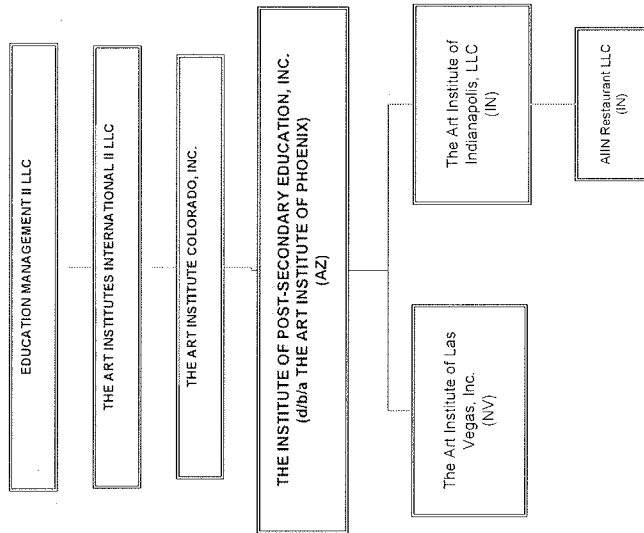 EDUCATION MANAGEMENT II LLC
THE ART INSTITUTES INTERNATIONAL II LLC
THE ART INSTITUTE COLORADO, INC.
THE INSTITUTE OF POST-SECONDARY EDUCATION, INC.
(d/b/a THE ART INSTITUTE OF PHOENIX)
(AZ)
The Art Institute of Las
Vegas, Inc.
(NV)
The Art Institute of
Indianapolis, LLC
(IN)
AIIN Restaurant LLC
(IN)